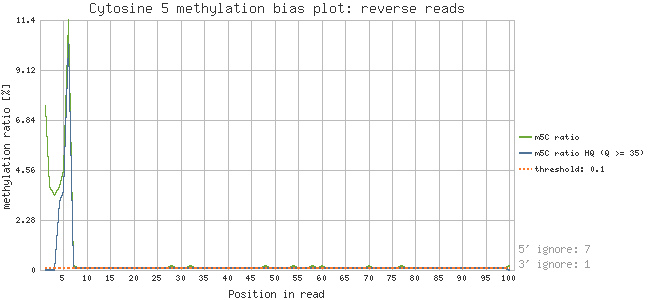 Cytosine 5 methylation bias plot: reverse reads
methylation ratio [%]
11.4
9.12
6.84
4.56
2.28
0
5 10 15 20 25 30 35 40 45 50 55 60 65 70 75 80 85 90 95 100
Position in read
m5C ratio
m5C ratio HQ (Q >= 35)
threshold: 0.1
5′ ignore: 7
3′ ignore: 1